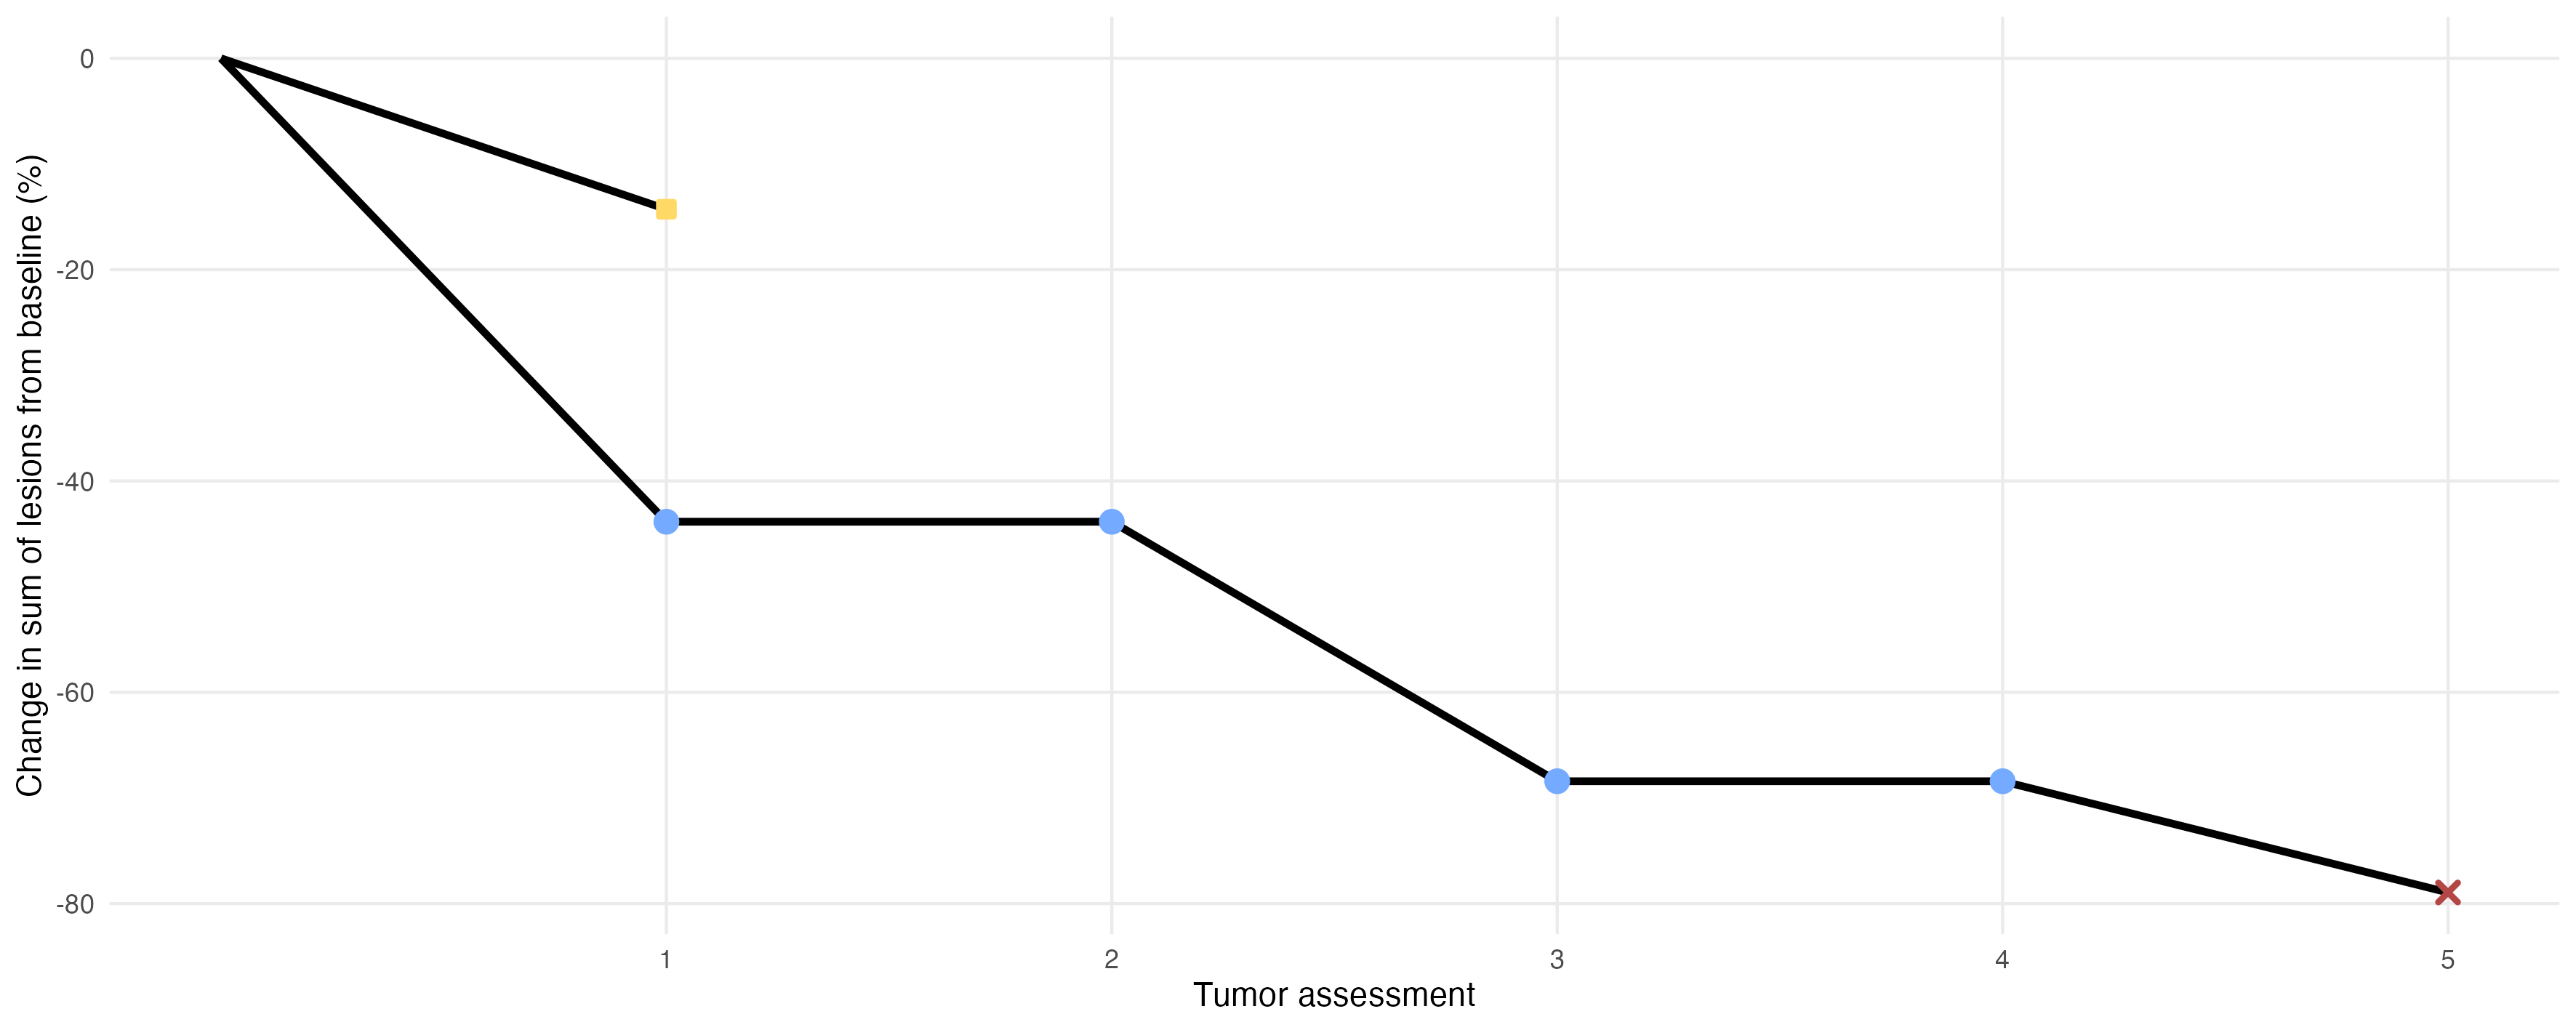 Change in sum of lesions from baseline (%)
0
-20
-40
-60
-80
1 2 3 4 5
Tumor assessment